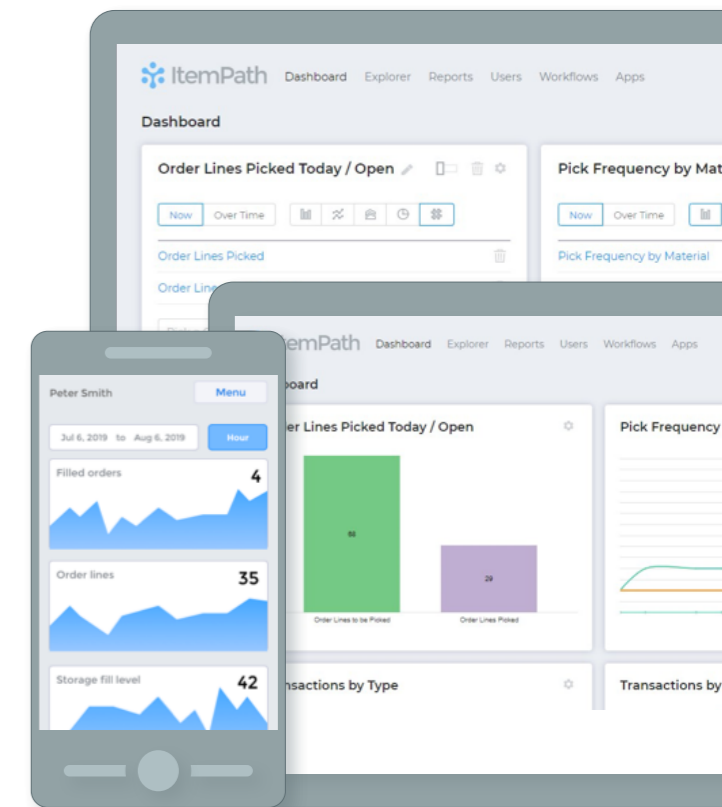 ItemPath Dashboard Explorer Reports Users Workflows Apps
Dashboard
Order Lines Picked Today / Open
Now Over Time
Order Lines Picked
Order Line
Pick Frequency by Mat
Now Over Time
Pick Frequency by Material
emPath Dashboard Explorer Reports Users Workflows Apps
board
er Lines Picked Today / Open
29
Order Lines to be Picked
Order Lines Picked
Pick Frequency
nsactions by Type
Transactions by
Peter Smith
Menu
Jul 6, 2019 to Aug 6, 2019
Hour
Filled orders
4
Order lines
35
Storage fill level
42